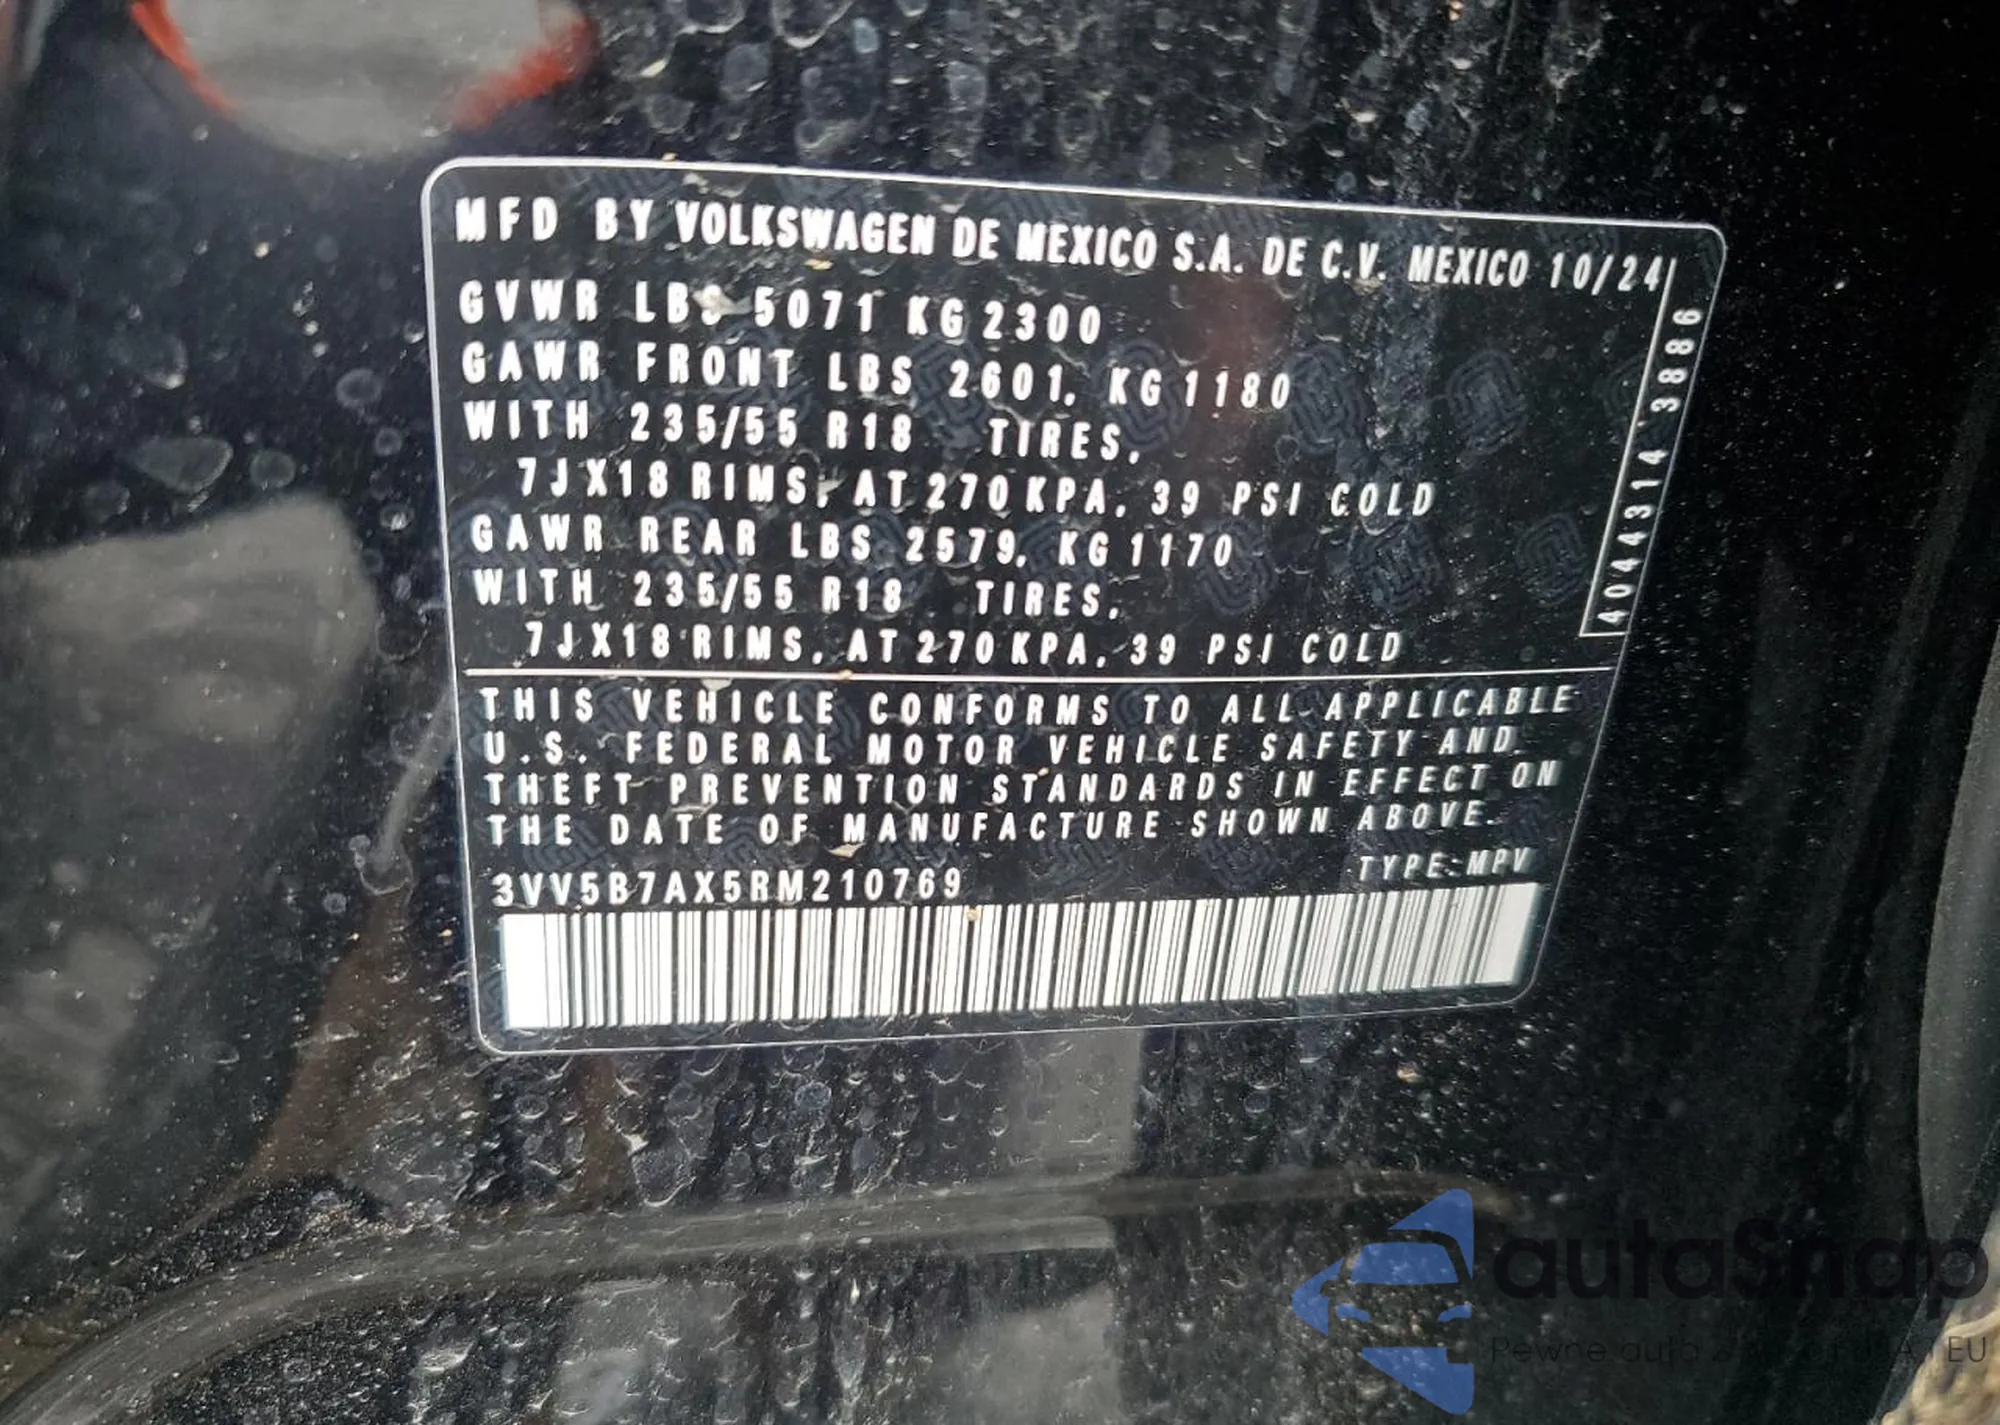 MFD BY VOLKSWAGEN DE MEXICO S.A. DE C.V. MEXICO 10/24
GVWR LBS 5071 KG 2300
GAWR FRONT LBS 2601, KG 1180
WITH 235/55 R18 TIRES,
7JX18 RIMS, AT 270 KPA, 39 PSI COLD
GAWR REAR LBS 2579, KG 1170
WITH 235/55 R18 TIRES,
7JX18 RIMS, AT 270 KPA, 39 PSI COLD
4044314 3886
THIS VEHICLE CONFORMS TO ALL APPLICABLE
U.S. FEDERAL MOTOR VEHICLE SAFETY AND
THEFT PREVENTION STANDARDS IN EFFECT ON
THE DATE OF MANUFACTURE SHOWN ABOVE.
TYPE:MPV
3VV5B7AX5RM210769
autaSnap
Pewne auta EU